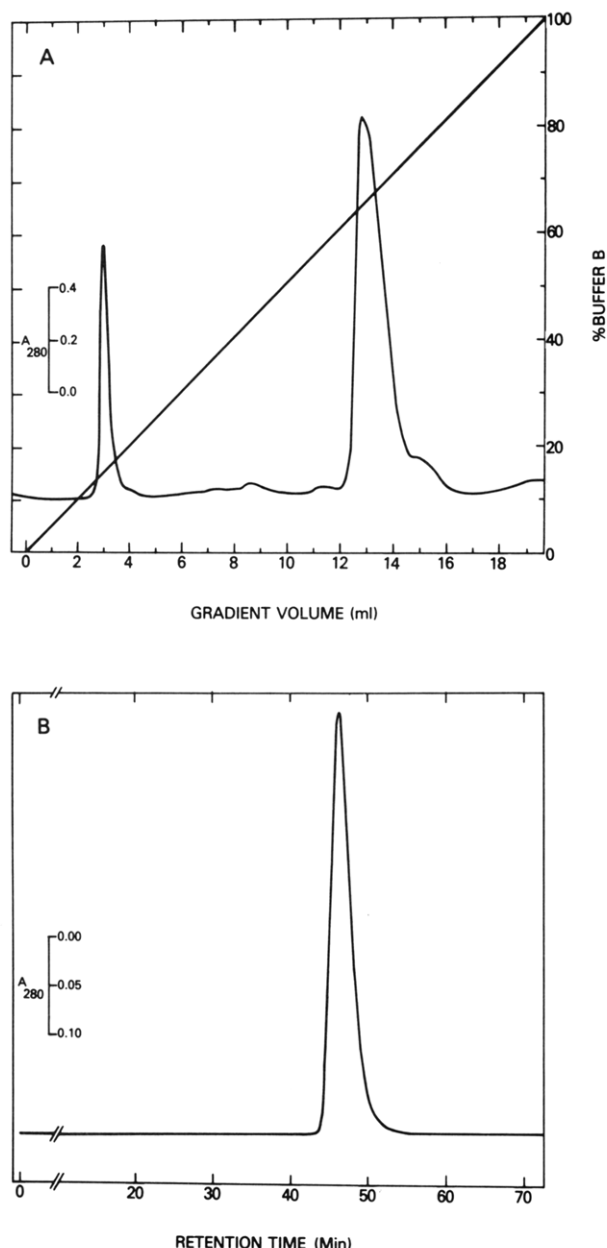 A
100
80
60
40
20
0
%BUFFER B
A
280
0.4
0.2
0.0
0 2 4 6 8 10 12 14 16 18
GRADIENT VOLUME (ml)
B
A
280
0.00
0.05
0.10
0 20 30 40 50 60 70
RETENTION TIME (Min)